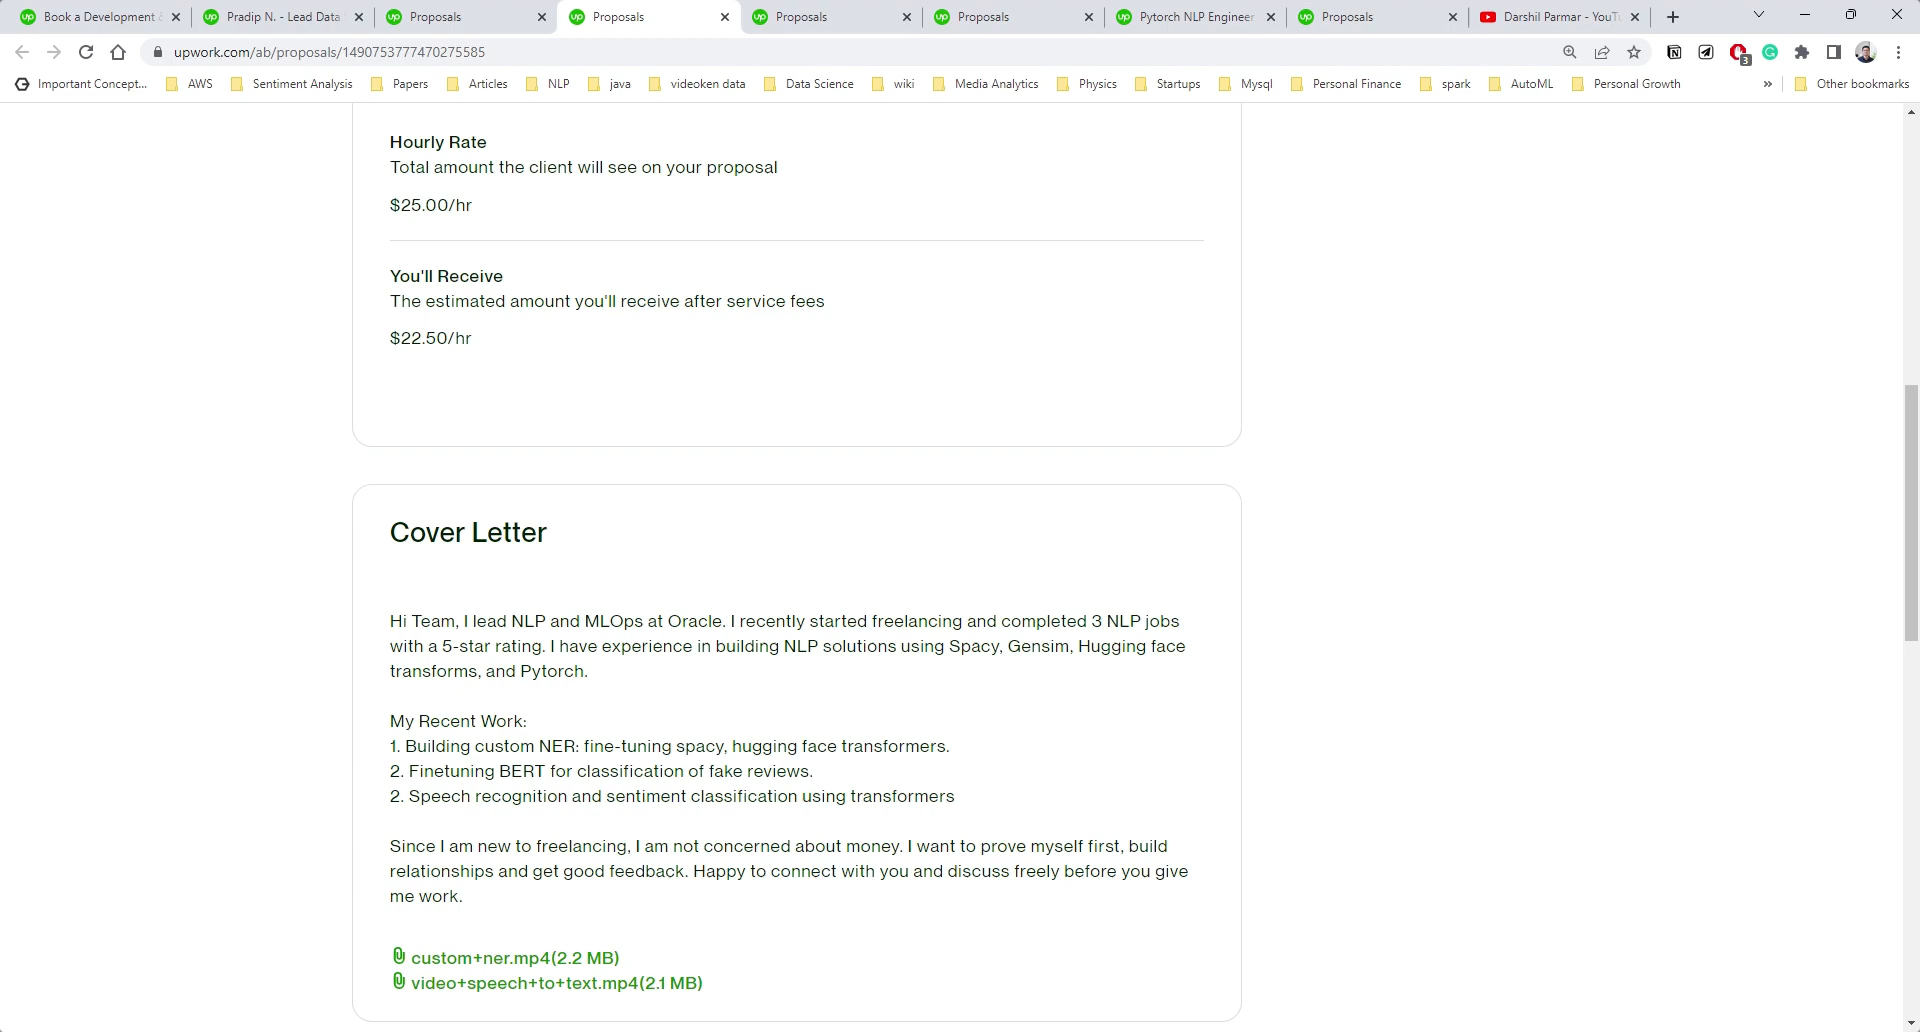 Book a Development &
Pradip N. - Lead Data
Proposals
Proposals
Proposals
Proposals
Pytorch NLP Engineer
Proposals
Darshil Parmar - YouTu
upwork.com/ab/proposals/1490753777470275585
3
Important Concept...
AWS
Sentiment Analysis
Papers
Articles
NLP
java
videoken data
Data Science
wiki
Media Analytics
Physics
Startups
Mysql
Personal Finance
spark
AutoML
Personal Growth
»
Other bookmarks
Hourly Rate
Total amount the client will see on your proposal
$25.00/hr
You'll Receive
The estimated amount you'll receive after service fees
$22.50/hr
Cover Letter
Hi Team, I lead NLP and MLOps at Oracle. I recently started freelancing and completed 3 NLP jobs
with a 5-star rating. I have experience in building NLP solutions using Spacy, Gensim, Hugging face
transforms, and Pytorch.
My Recent Work:
1. Building custom NER: fine-tuning spacy, hugging face transformers.
2. Finetuning BERT for classification of fake reviews.
2. Speech recognition and sentiment classification using transformers
Since I am new to freelancing, I am not concerned about money. I want to prove myself first, build
relationships and get good feedback. Happy to connect with you and discuss freely before you give
me work.
custom+ner.mp4(2.2 MB)
video+speech+to+text.mp4(2.1 MB)